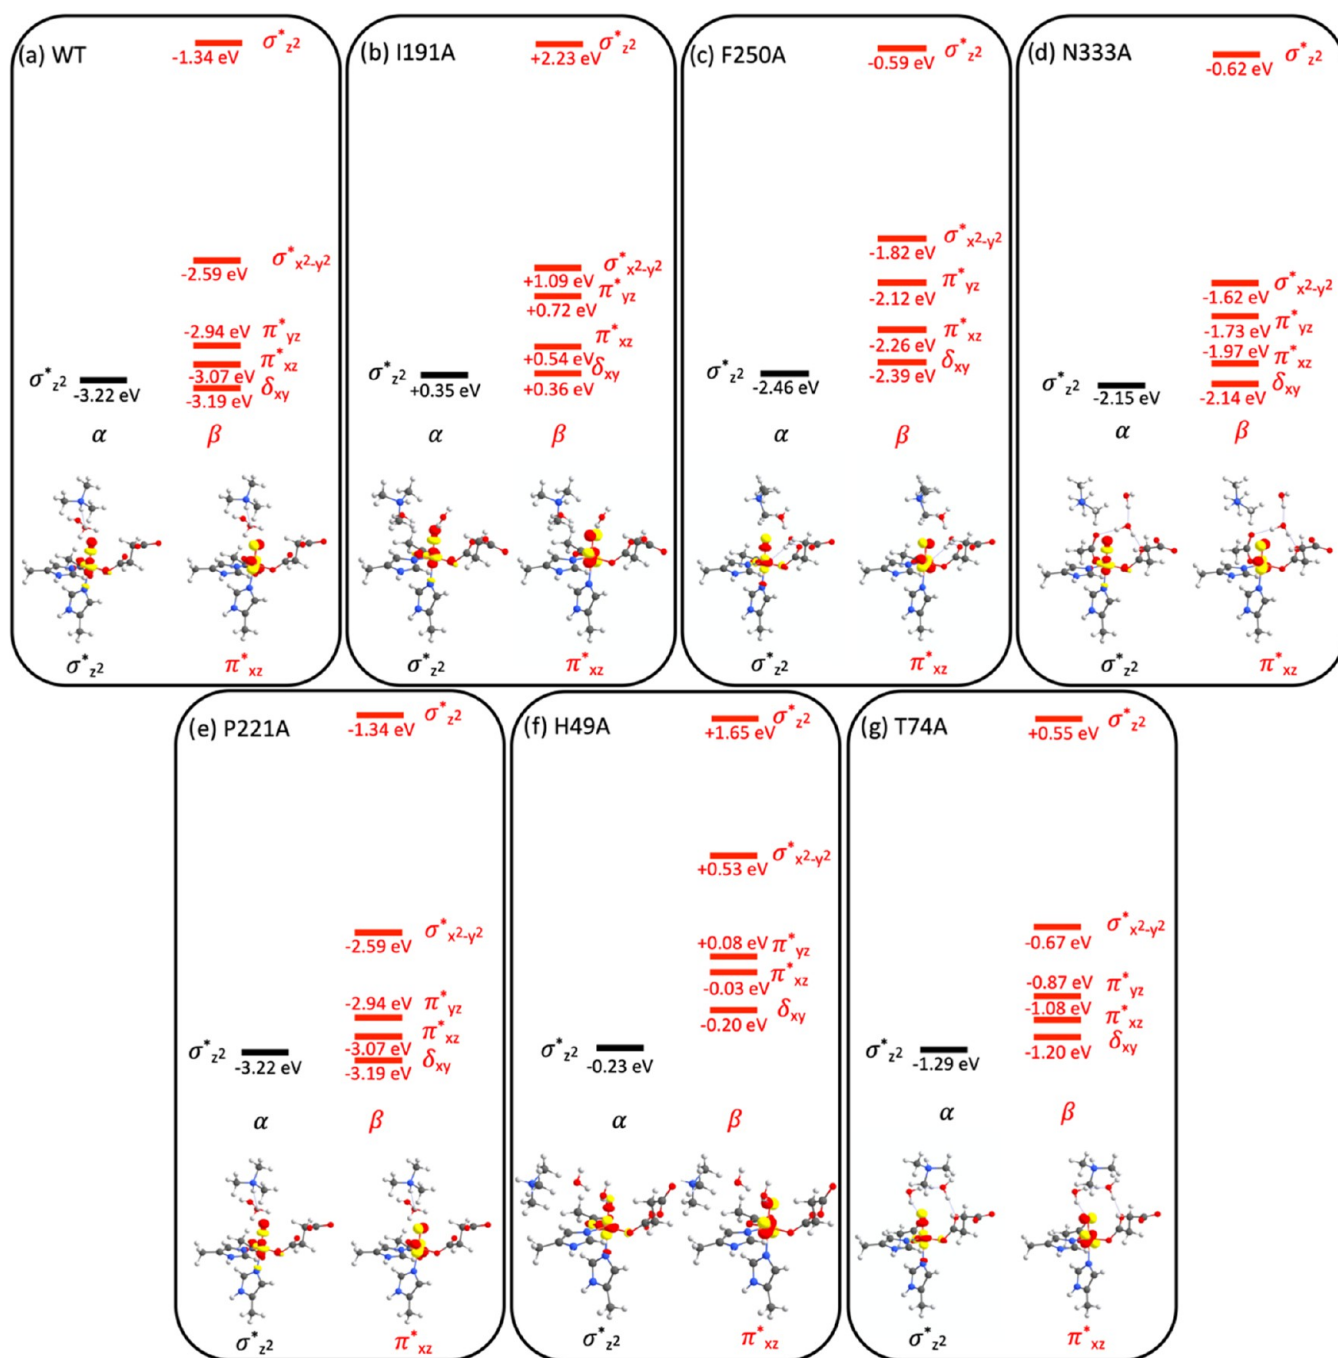 (a) WT
σ*z2
-1.34 eV
σ*x2-y2
-2.59 eV
-2.94 eV
π*yz
π*xz
-3.07 eV
σ*z2
-3.22 eV
δxy
-3.19 eV
α
β
σ*z2
π*xz
(b) I191A
σ*z2
+2.23 eV
σ*x2-y2
+1.09 eV
π*yz
+0.72 eV
π*xz
+0.54 eV
σ*z2
+0.35 eV
δxy
+0.36 eV
α
β
σ*z2
π*xz
(c) F250A
σ*z2
-0.59 eV
σ*x2-y2
-1.82 eV
π*yz
-2.12 eV
π*xz
-2.26 eV
σ*z2
-2.46 eV
δxy
-2.39 eV
α
β
σ*z2
π*xz
(d) N333A
σ*z2
-0.62 eV
σ*x2-y2
-1.62 eV
π*yz
-1.73 eV
-1.97 eV
π*xz
σ*z2
-2.15 eV
δxy
-2.14 eV
α
β
σ*z2
π*xz
(e) P221A
σ*z2
-1.34 eV
σ*x2-y2
-2.59 eV
-2.94 eV
π*yz
π*xz
-3.07 eV
σ*z2
-3.22 eV
δxy
-3.19 eV
α
β
σ*z2
π*xz
(f) H49A
σ*z2
+1.65 eV
σ*x2-y2
+0.53 eV
+0.08 eV
π*yz
π*xz
-0.03 eV
δxy
-0.20 eV
σ*z2
-0.23 eV
α
β
σ*z2
π*xz
(g) T74A
σ*z2
+0.55 eV
σ*x2-y2
-0.67 eV
-0.87 eV
π*yz
-1.08 eV
π*xz
δxy
-1.20 eV
σ*z2
-1.29 eV
α
β
σ*z2
π*xz